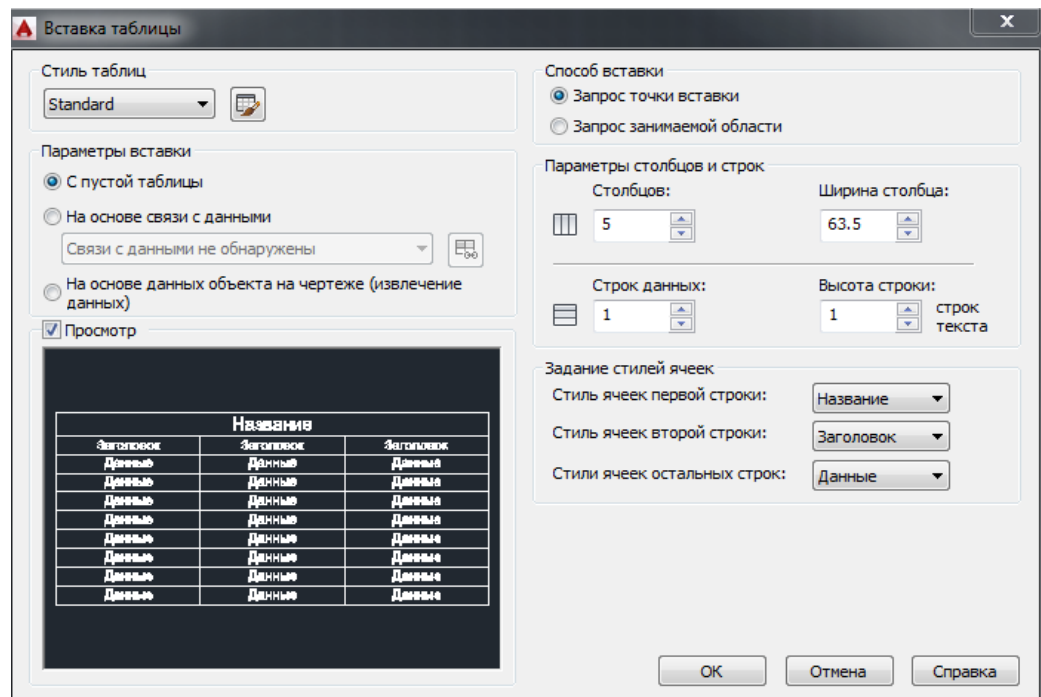 Вставка таблицы
Стиль таблиц
Standard
Параметры вставки
С пустой таблицы
На основе связи с данными
Связи с данными не обнаружены
На основе данных объекта на чертеже (извлечение
данных)
Просмотр
Название
Заголовок Заголовок Заголовок
Данные Данные Данные
Данные Данные Данные
Данные Данные Данные
Данные Данные Данные
Данные Данные Данные
Данные Данные Данные
Данные Данные Данные
Данные Данные Данные
Способ вставки
Запрос точки вставки
Запрос занимаемой области
Параметры столбцов и строк
Столбцов: Ширина столбца:
5 63.5
Строк данных: Высота строки:
1 1 строк
текста
Задание стилей ячеек
Стиль ячеек первой строки: Название
Стиль ячеек второй строки: Заголовок
Стили ячеек остальных строк: Данные
ОК Отмена Справка